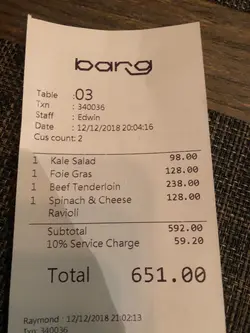 bang
Table : 03
Txn : 340036
Staff : Edwin
Date : 12/12/2018 20:04:16
Cus count: 2
1 Kale Salad 98.00
1 Foie Gras 128.00
1 Beef Tenderloin 238.00
1 Spinach & Cheese 128.00
Ravioli
Subtotal 592.00
10% Service Charge 59.20
Total 651.00
Raymond : 12/12/2018 21:02:13
Txn: 340036